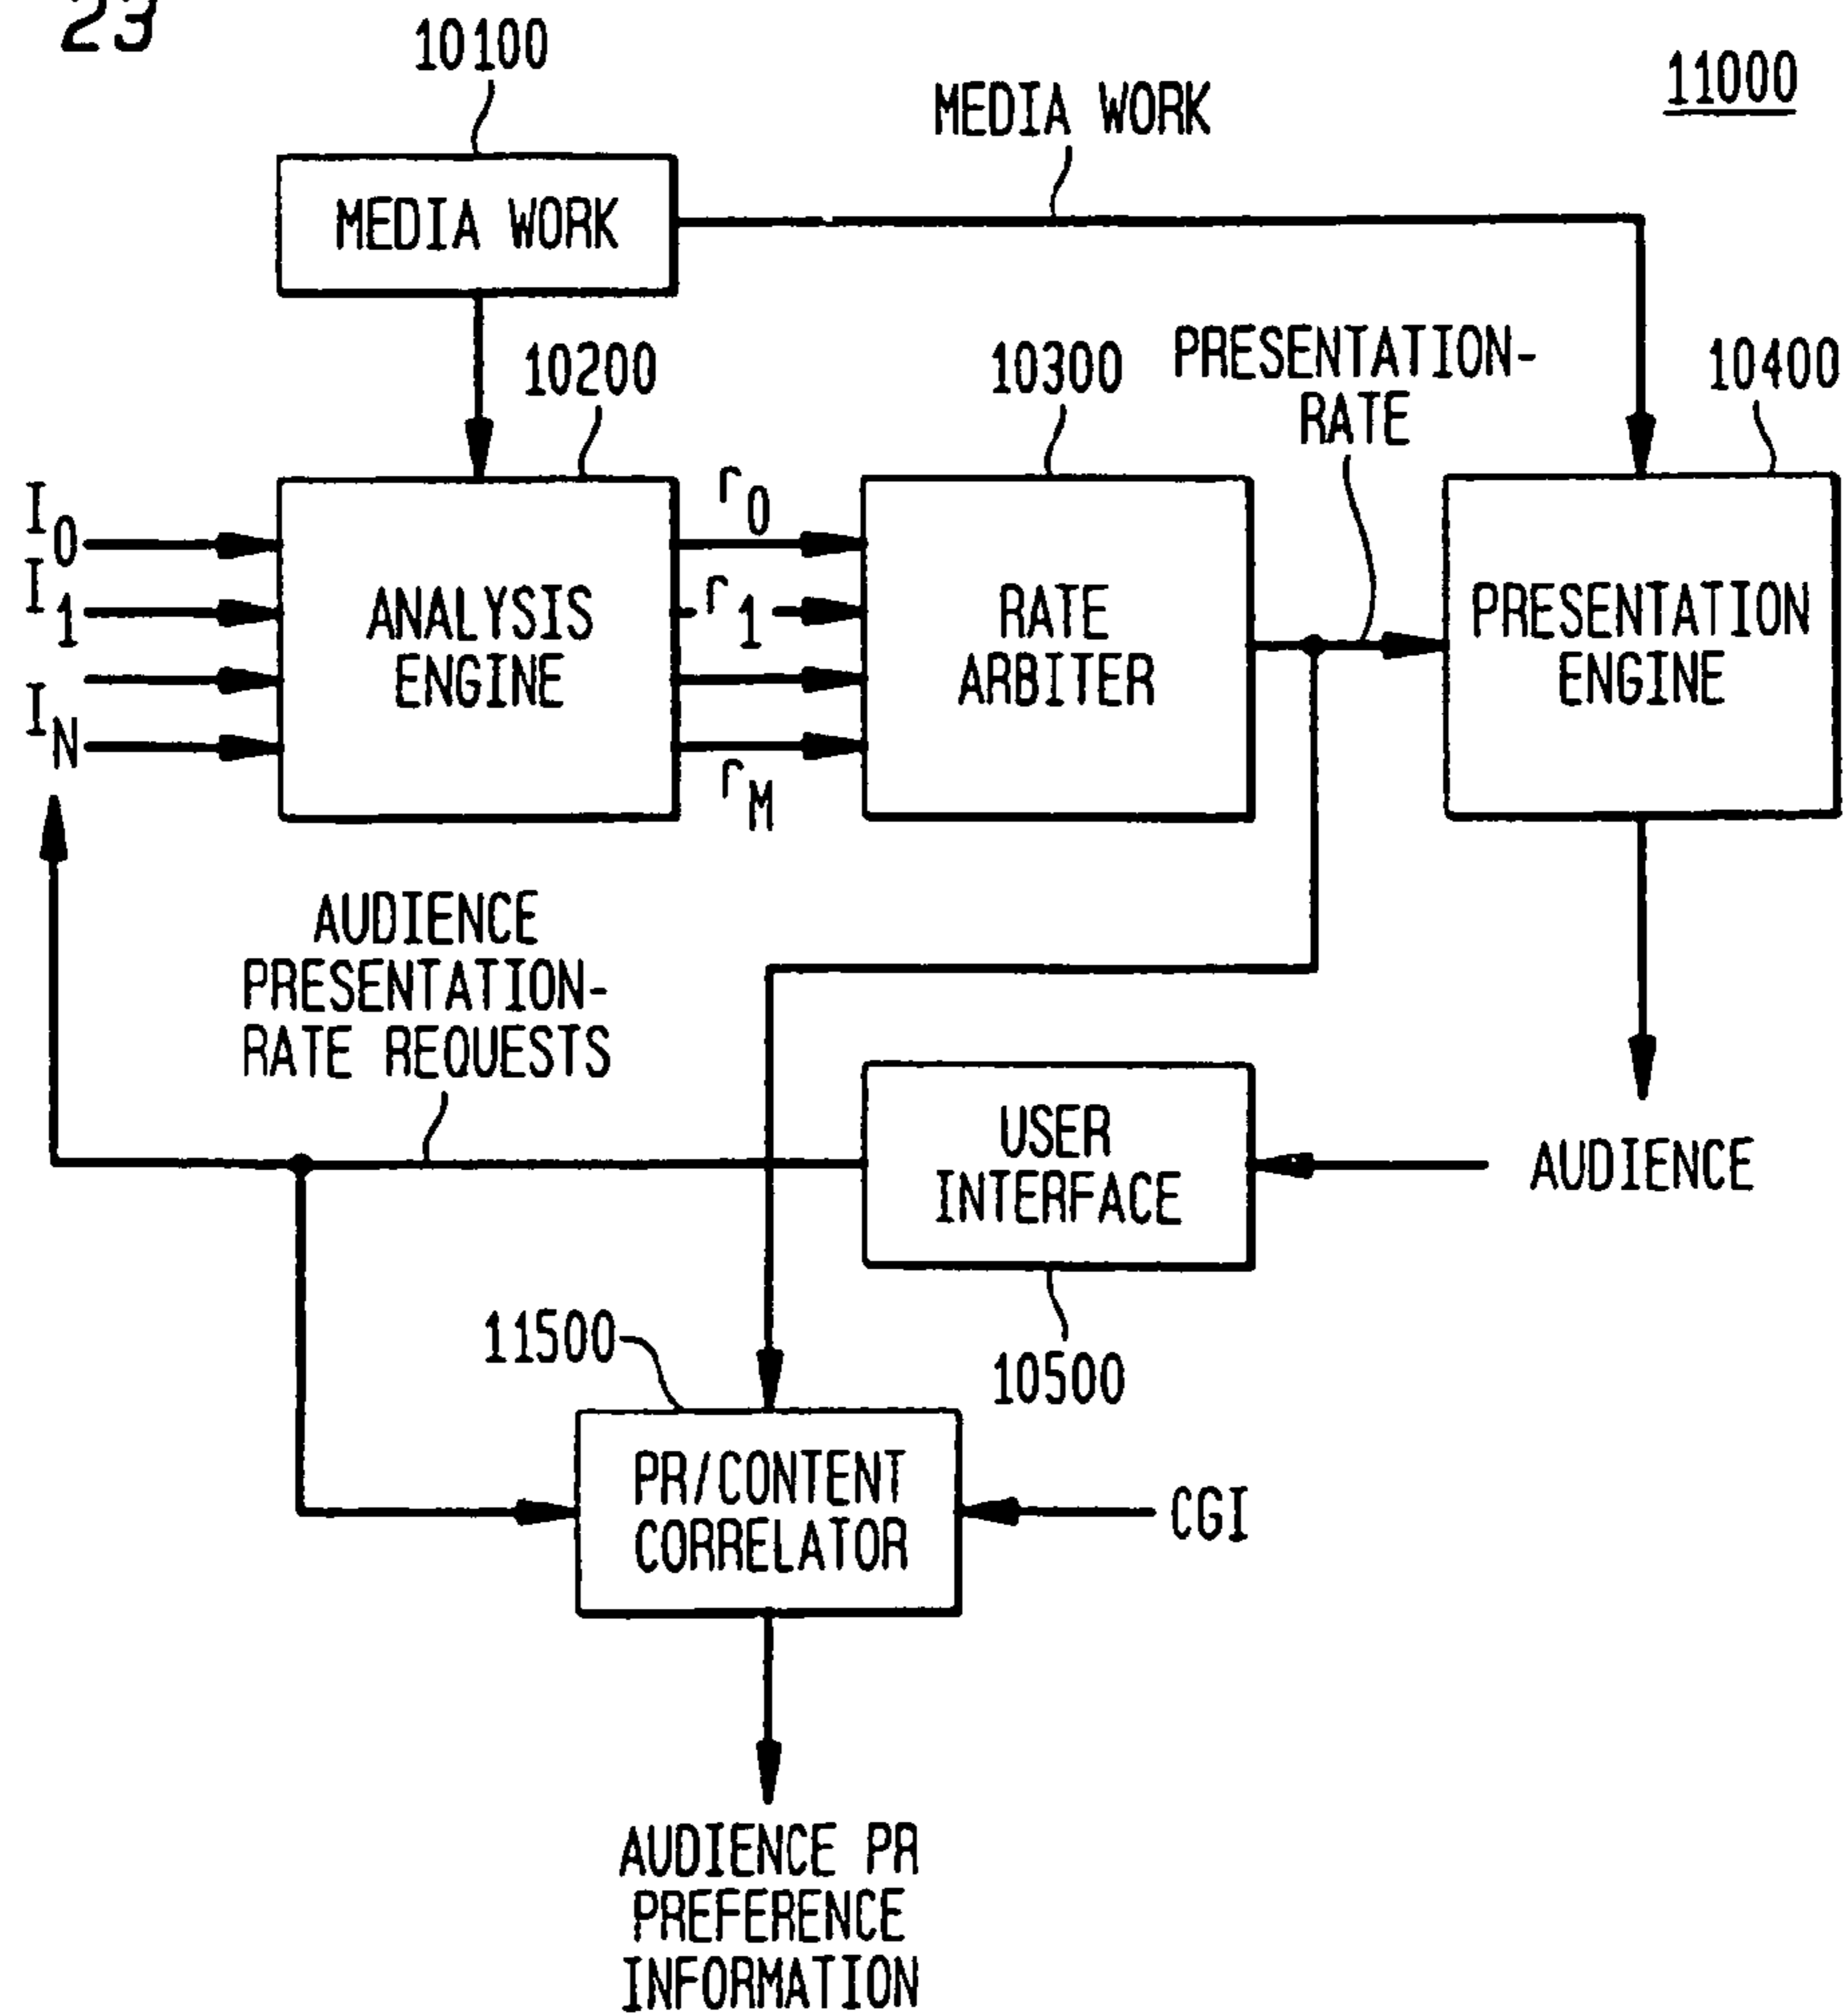 23
10100
11000
MEDIA WORK
MEDIA WORK
10200
10300
PRESENTATION-
RATE
10400
I0
I1
IN
ANALYSIS
ENGINE
r0
r1
rM
RATE
ARBITER
PRESENTATION
ENGINE
AUDIENCE
PRESENTATION-
RATE REQUESTS
USER
INTERFACE
AUDIENCE
11500
10500
PR/CONTENT
CORRELATOR
CGI
AUDIENCE PR
PREFERENCE
INFORMATION